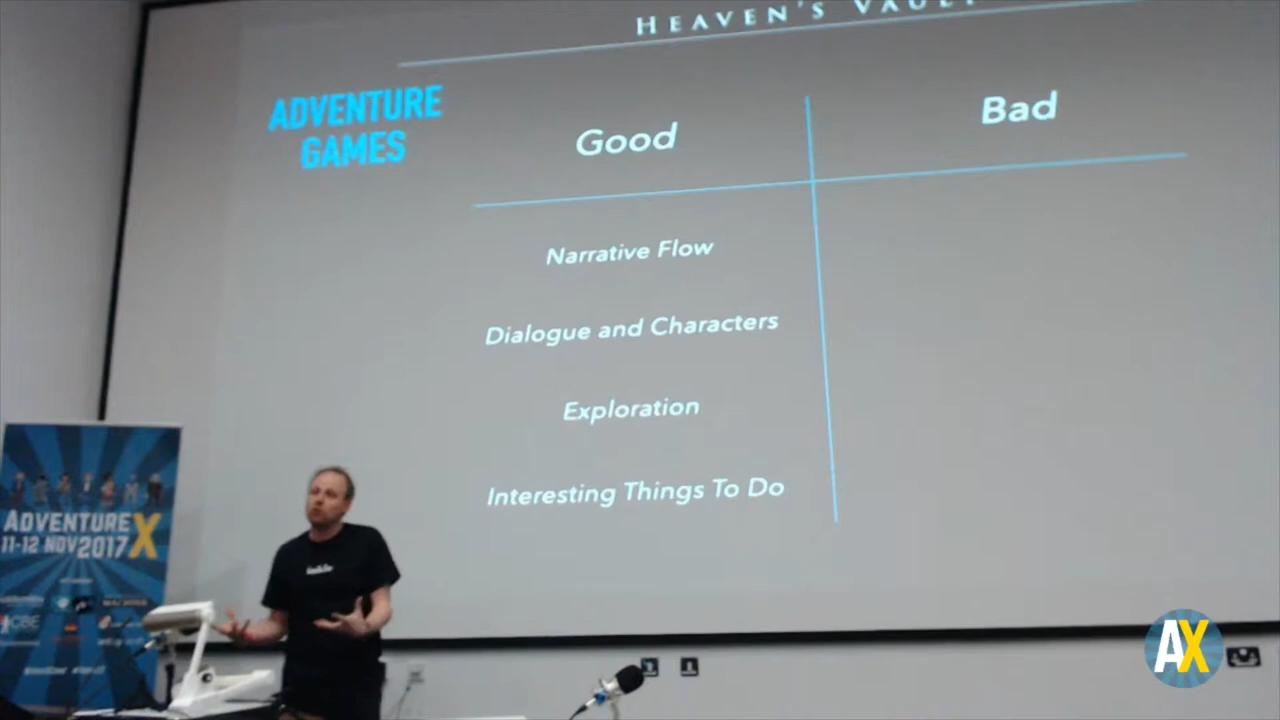 HEAVEN'S VAULT
ADVENTURE
GAMES
Good
Bad
Narrative Flow
Dialogue and Characters
Exploration
Interesting Things To Do
ADVENTURE X
11-12 NOV 2017
AX